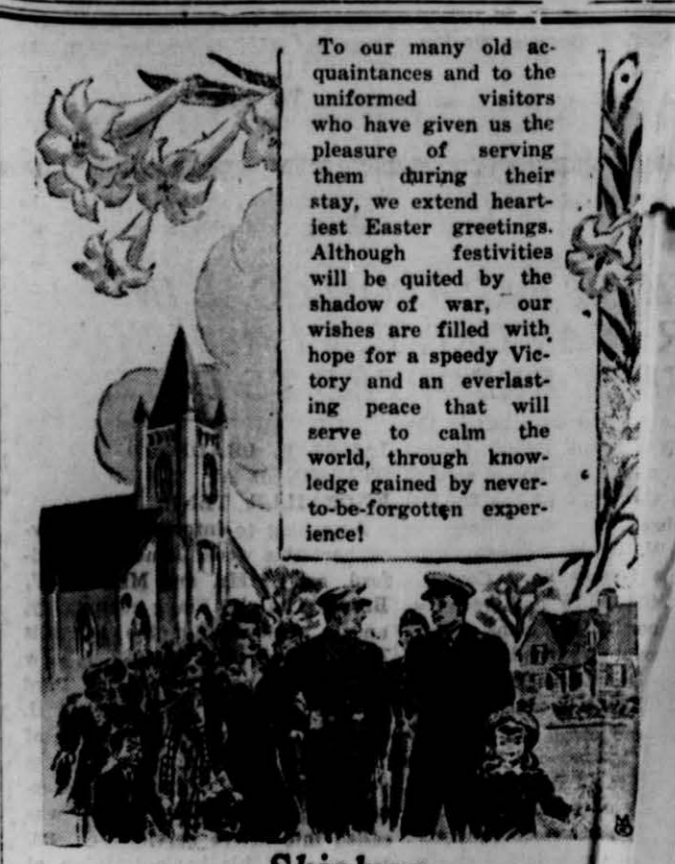 To our many old ac-
quaintances and to the
uniformed visitors
who have given us the
pleasure of serving
them during their
stay, we extend heart-
iest Easter greetings.
Although festivities
will be quited by the
shadow of war, our
wishes are filled with
hope for a speedy Vic-
tory and an everlast-
ing peace that will
serve to calm the
world, through know-
ledge gained by never-
to-be-forgotten exper-
ience!